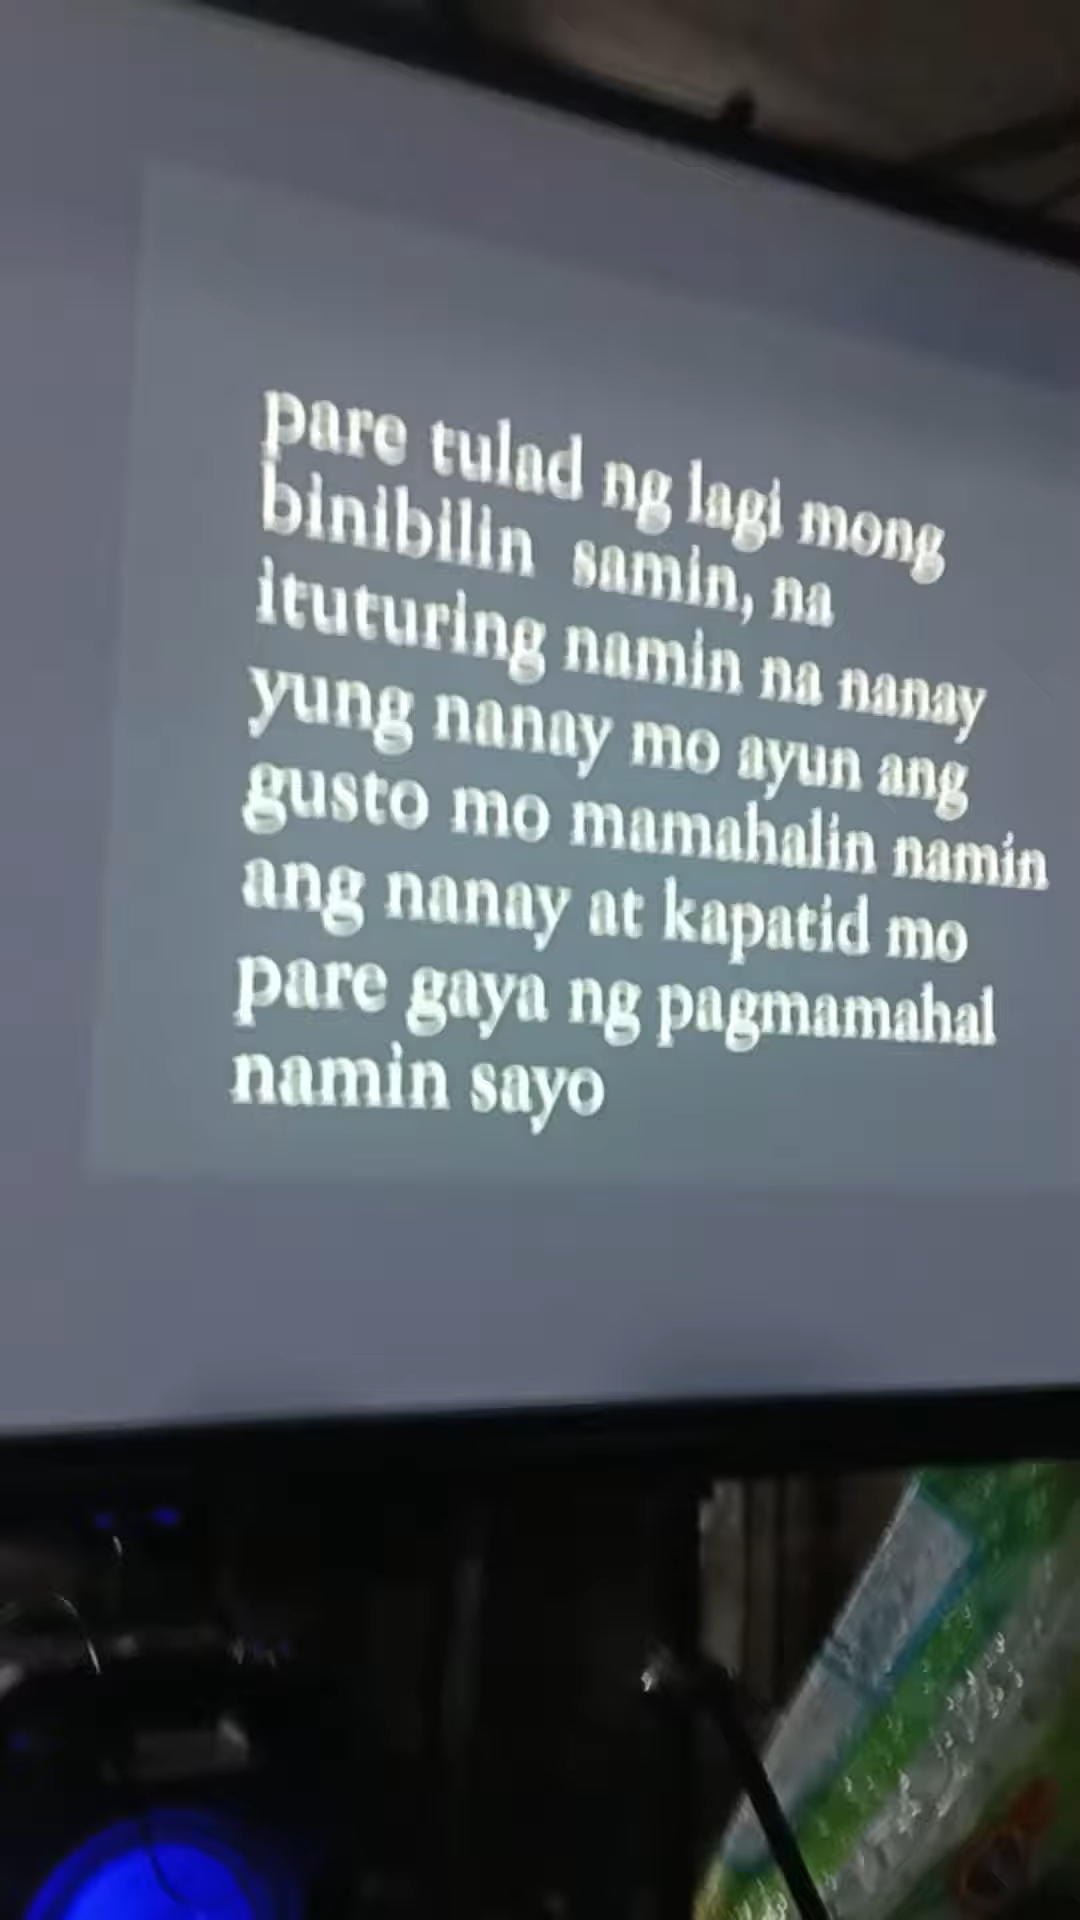 pare tulad ng lagi mong
binibilin samin, na
ituturing namin na nanay
yung nanay mo ayun ang
gusto mo mamahalin namin
ang nanay at kapatid mo
pare gaya ng pagmamahal
namin sayo